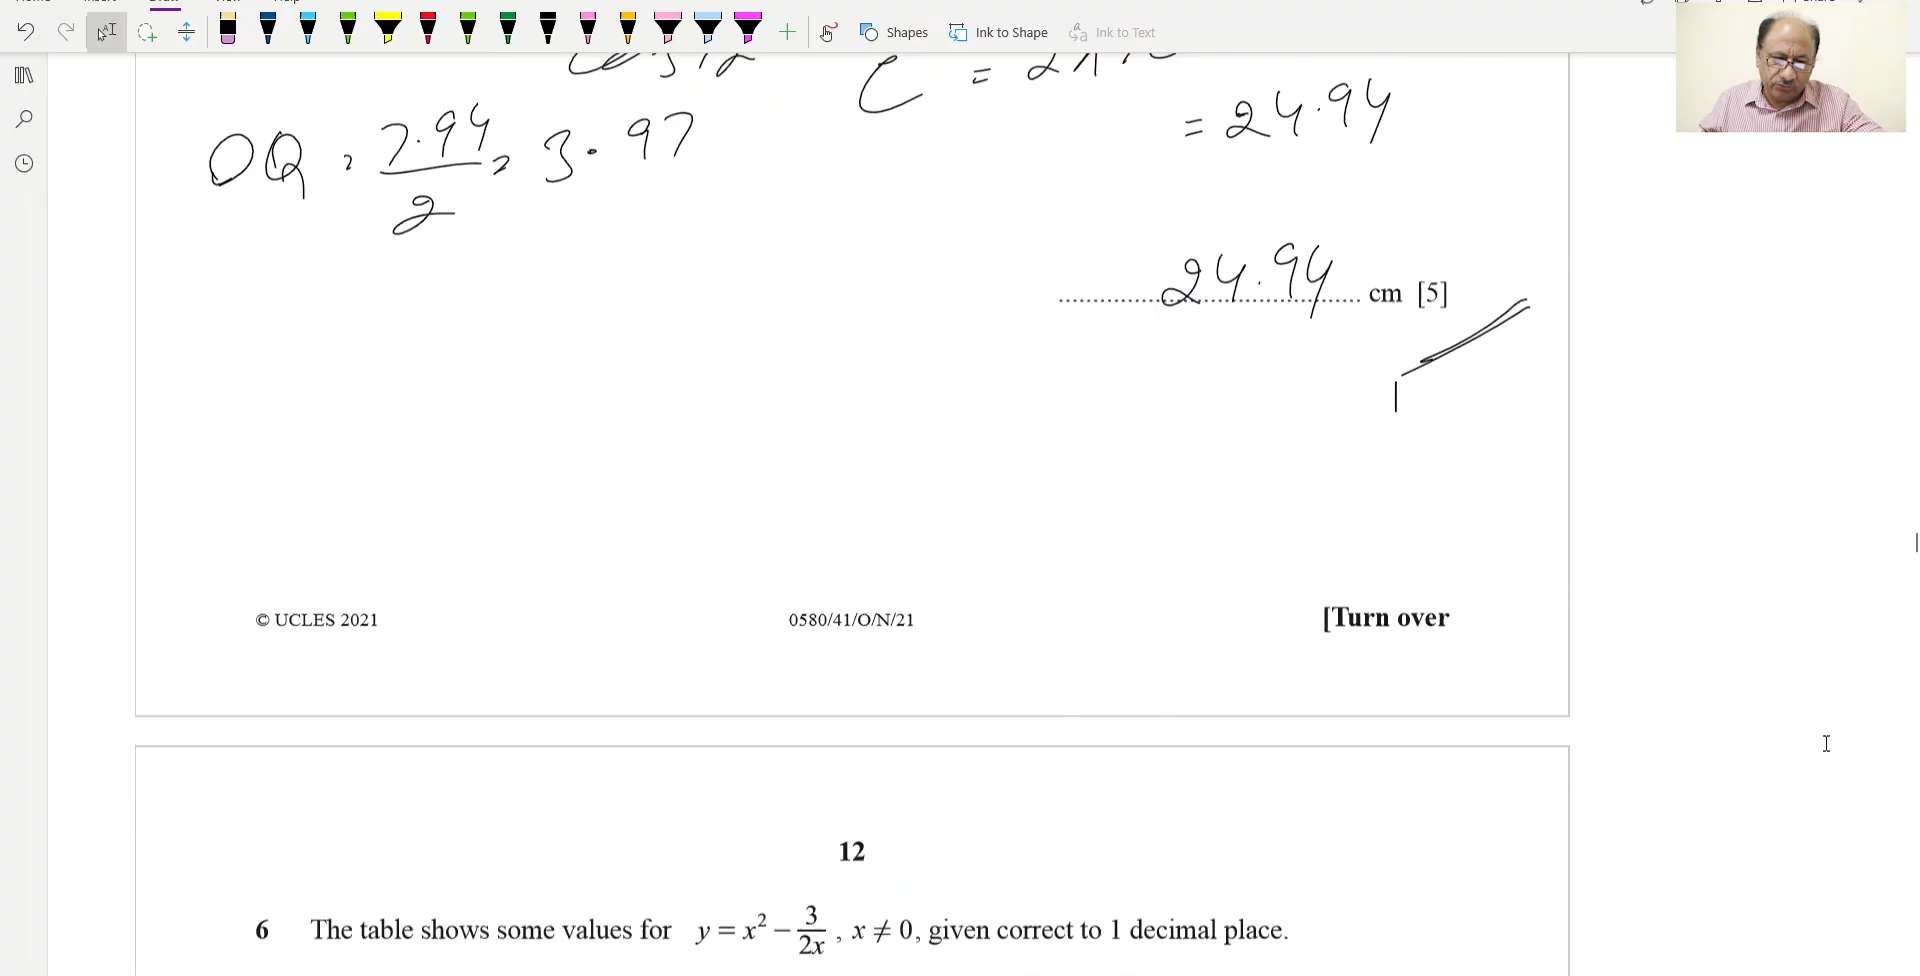 Shapes
Ink to Shape
Ink to Text
C = 2π
= 24.94
OQ = 7.94/2 = 3.97
24.94 cm [5]
© UCLES 2021
0580/41/O/N/21
[Turn over
12
6 The table shows some values for y = x² − 3/2x , x ≠ 0, given correct to 1 decimal place.